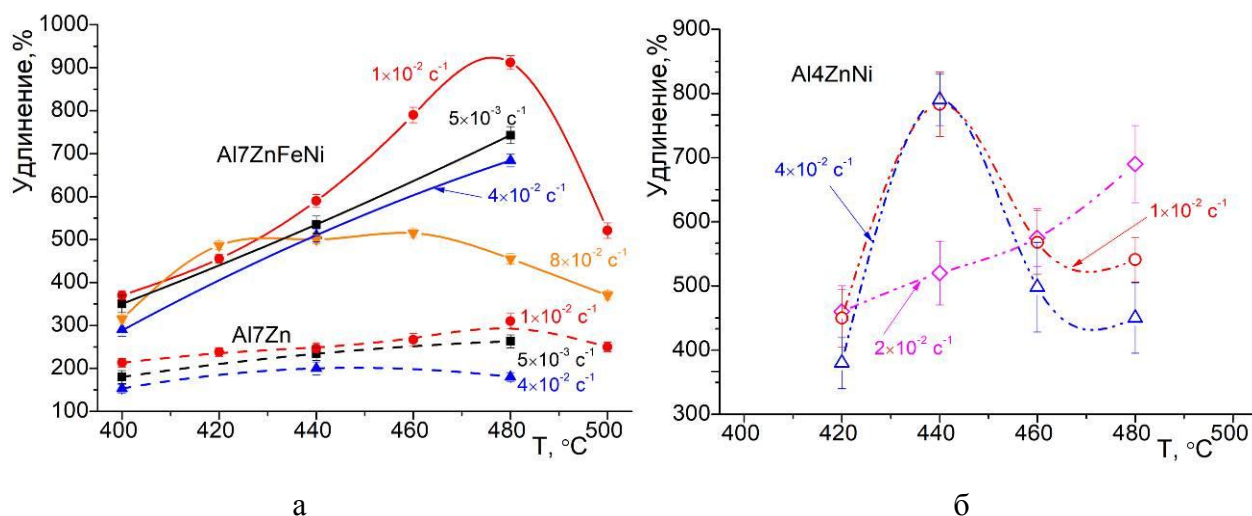 Удлинение,%
1000
900
800
700
600
500
400
300
200
100
1×10⁻² c⁻¹
5×10⁻³ c⁻¹
Al7ZnFeNi
4×10⁻² c⁻¹
8×10⁻² c⁻¹
Al7Zn
1×10⁻² c⁻¹
5×10⁻³ c⁻¹
4×10⁻² c⁻¹
400 420 440 460 480 500
T, °C
а
Удлинение,%
900
800
700
600
500
400
300
Al4ZnNi
4×10⁻² c⁻¹
1×10⁻² c⁻¹
2×10⁻² c⁻¹
400 420 440 460 480 500
T, °C
б